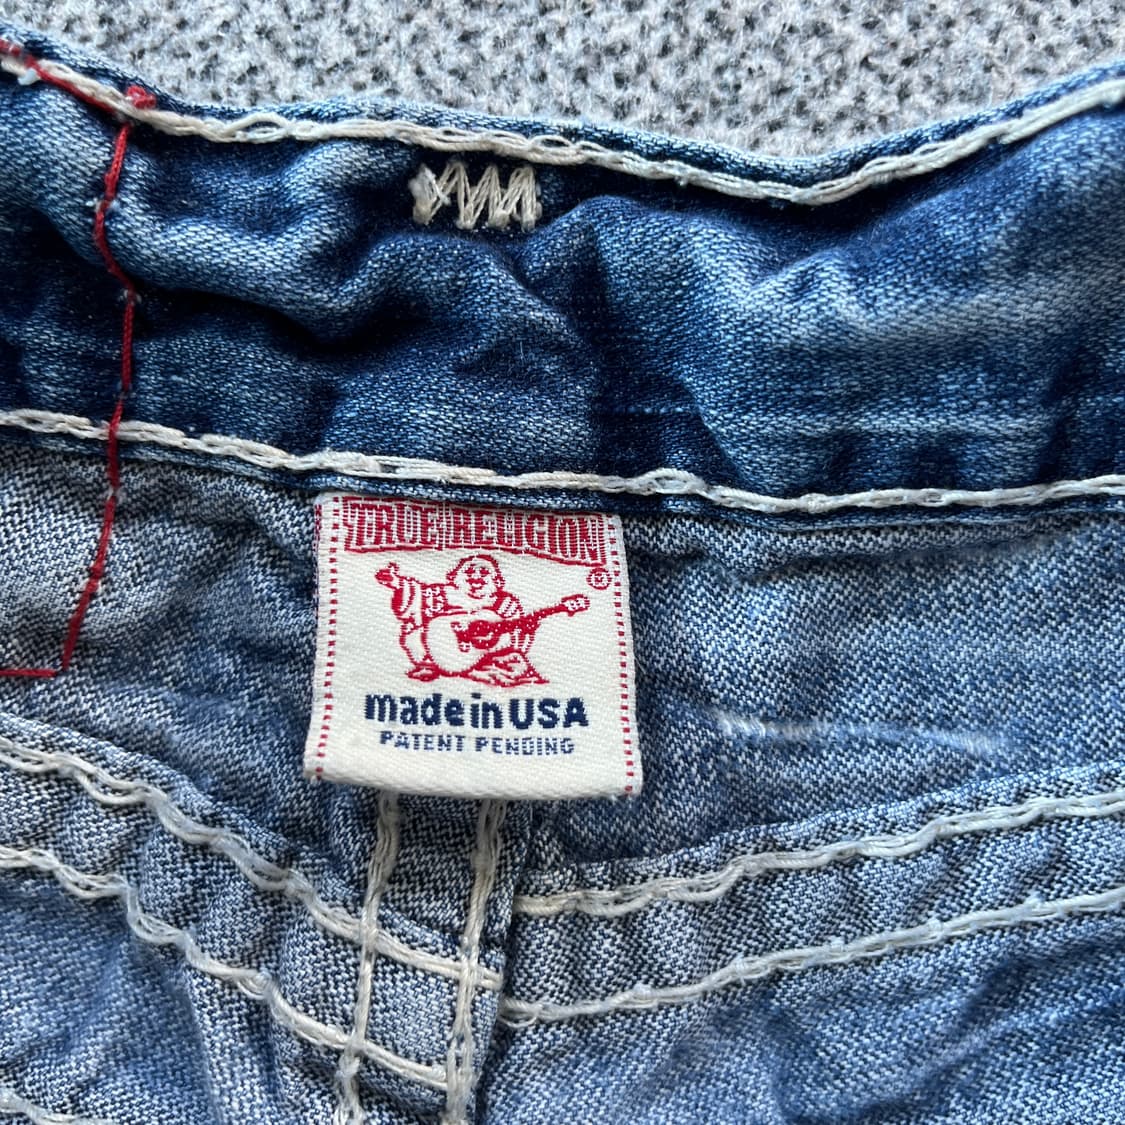 TRUE RELIGION
made in USA
PATENT PENDING